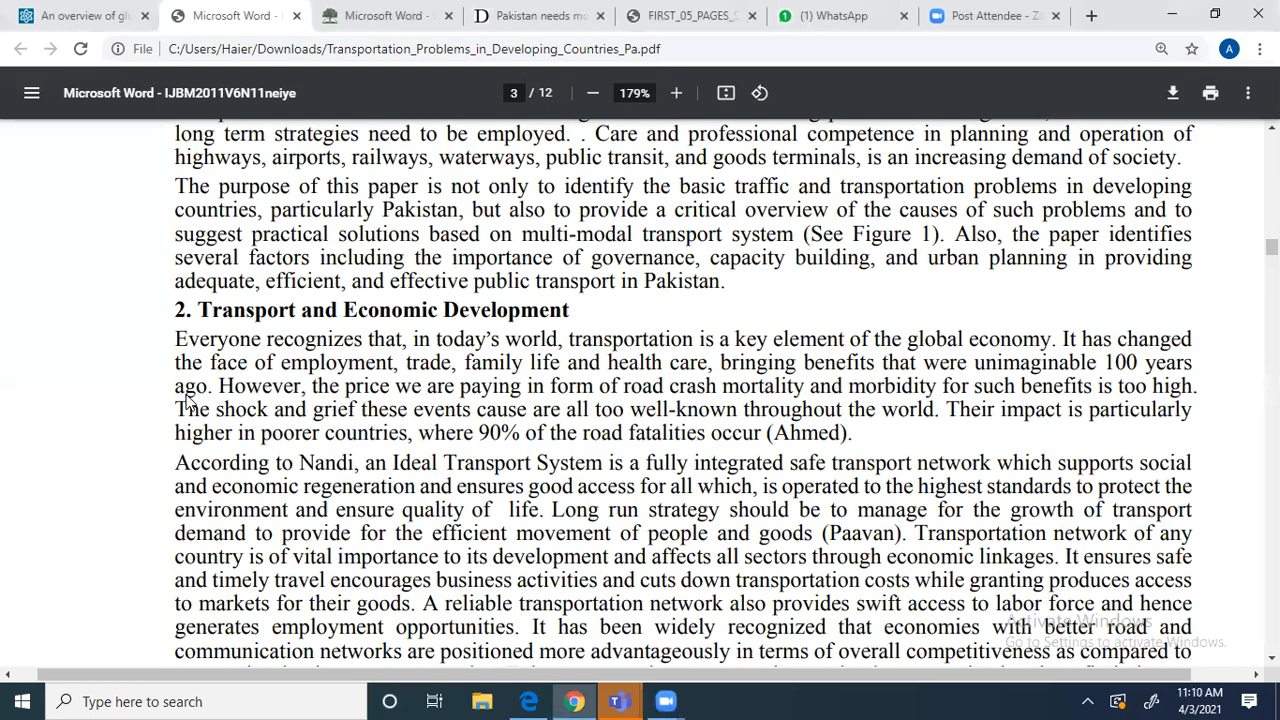 An overview of gl
Microsoft Word -
Microsoft Word -
Pakistan needs m
FIRST_05_PAGES_
(1) WhatsApp
Post Attendee - Z
File
C:/Users/Haier/Downloads/Transportation_Problems_in_Developing_Countries_Pa.pdf
A
Microsoft Word - IJBM2011V6N11neiye
3 / 12
179%
long term strategies need to be employed. . Care and professional competence in planning and operation of
highways, airports, railways, waterways, public transit, and goods terminals, is an increasing demand of society.
The purpose of this paper is not only to identify the basic traffic and transportation problems in developing
countries, particularly Pakistan, but also to provide a critical overview of the causes of such problems and to
suggest practical solutions based on multi-modal transport system (See Figure 1). Also, the paper identifies
several factors including the importance of governance, capacity building, and urban planning in providing
adequate, efficient, and effective public transport in Pakistan.
2. Transport and Economic Development
Everyone recognizes that, in today's world, transportation is a key element of the global economy. It has changed
the face of employment, trade, family life and health care, bringing benefits that were unimaginable 100 years
ago. However, the price we are paying in form of road crash mortality and morbidity for such benefits is too high.
The shock and grief these events cause are all too well-known throughout the world. Their impact is particularly
higher in poorer countries, where 90% of the road fatalities occur (Ahmed).
According to Nandi, an Ideal Transport System is a fully integrated safe transport network which supports social
and economic regeneration and ensures good access for all which, is operated to the highest standards to protect the
environment and ensure quality of life. Long run strategy should be to manage for the growth of transport
demand to provide for the efficient movement of people and goods (Paavan). Transportation network of any
country is of vital importance to its development and affects all sectors through economic linkages. It ensures safe
and timely travel encourages business activities and cuts down transportation costs while granting produces access
to markets for their goods. A reliable transportation network also provides swift access to labor force and hence
generates employment opportunities. It has been widely recognized that economies with better road and
communication networks are positioned more advantageously in terms of overall competitiveness as compared to
Activate Windows
Go to Settings to activate Windows.
Type here to search
11:10 AM
4/3/2021